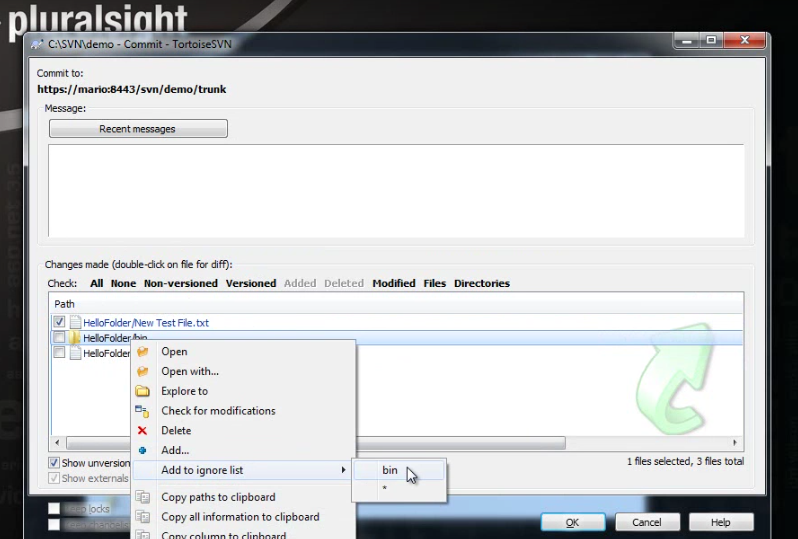 pluralsight
C:\SVN\demo - Commit - TortoiseSVN
Commit to:
https://mario:8443/svn/demo/trunk
Message:
Recent messages
Changes made (double-click on file for diff):
Check: All None Non-versioned Versioned Added Deleted Modified Files Directories
Path
HelloFolder/New Test File.txt
HelloFolder/bin
HelloFolder
Open
Open with...
Explore to
Check for modifications
Delete
Add...
Add to ignore list
bin
*
Show unversion
1 files selected, 3 files total
Show externals
Copy paths to clipboard
Keep locks
Copy all information to clipboard
OK
Cancel
Help
Copy column to clipboard